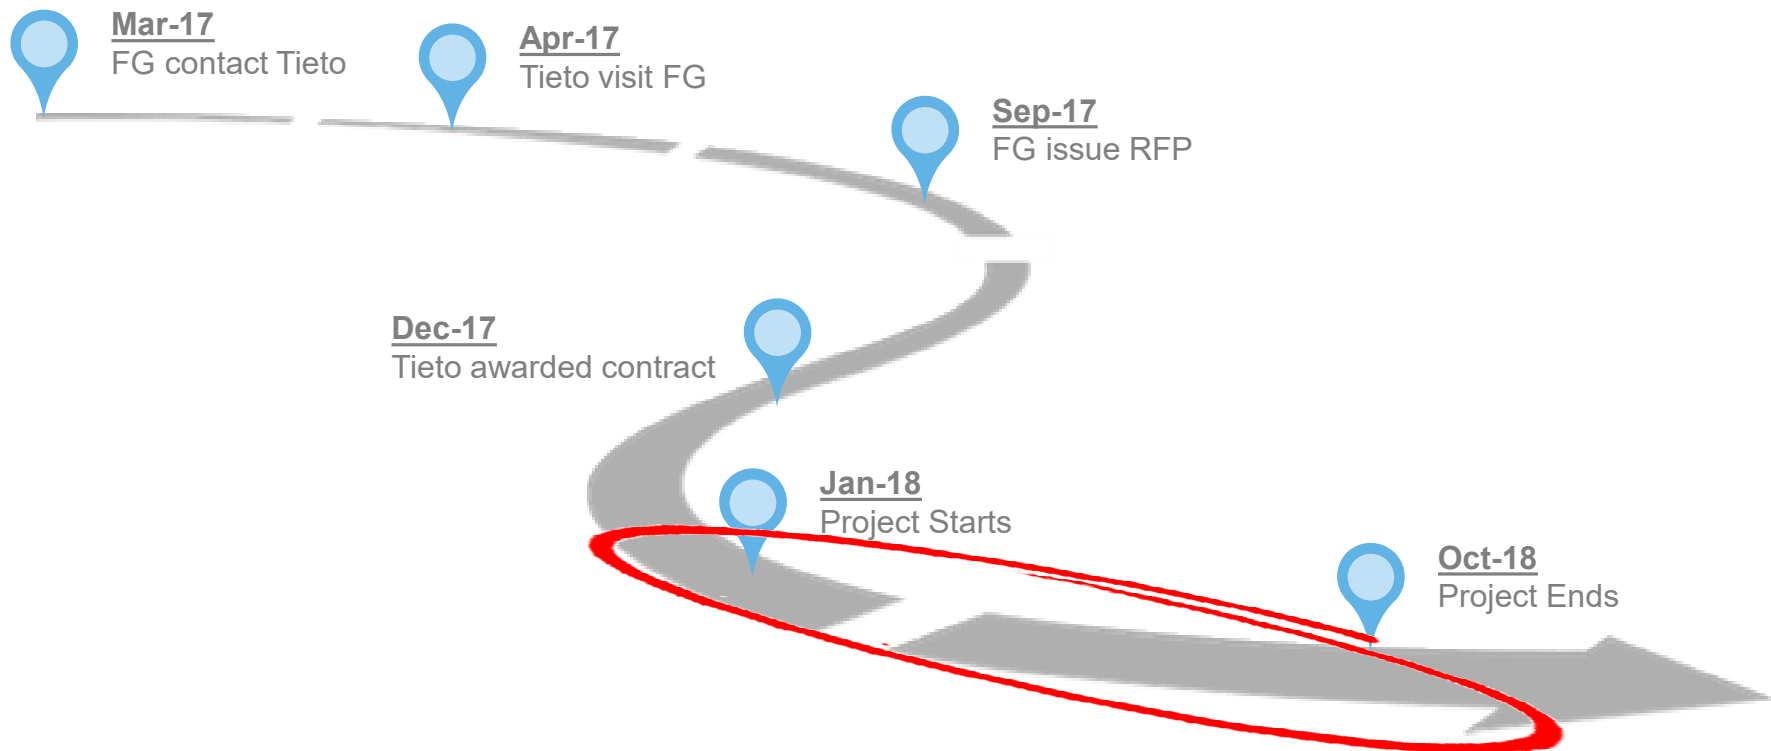 Mar-17
FG contact Tieto
Apr-17
Tieto visit FG
Sep-17
FG issue RFP
Dec-17
Tieto awarded contract
Jan-18
Project Starts
Oct-18
Project Ends